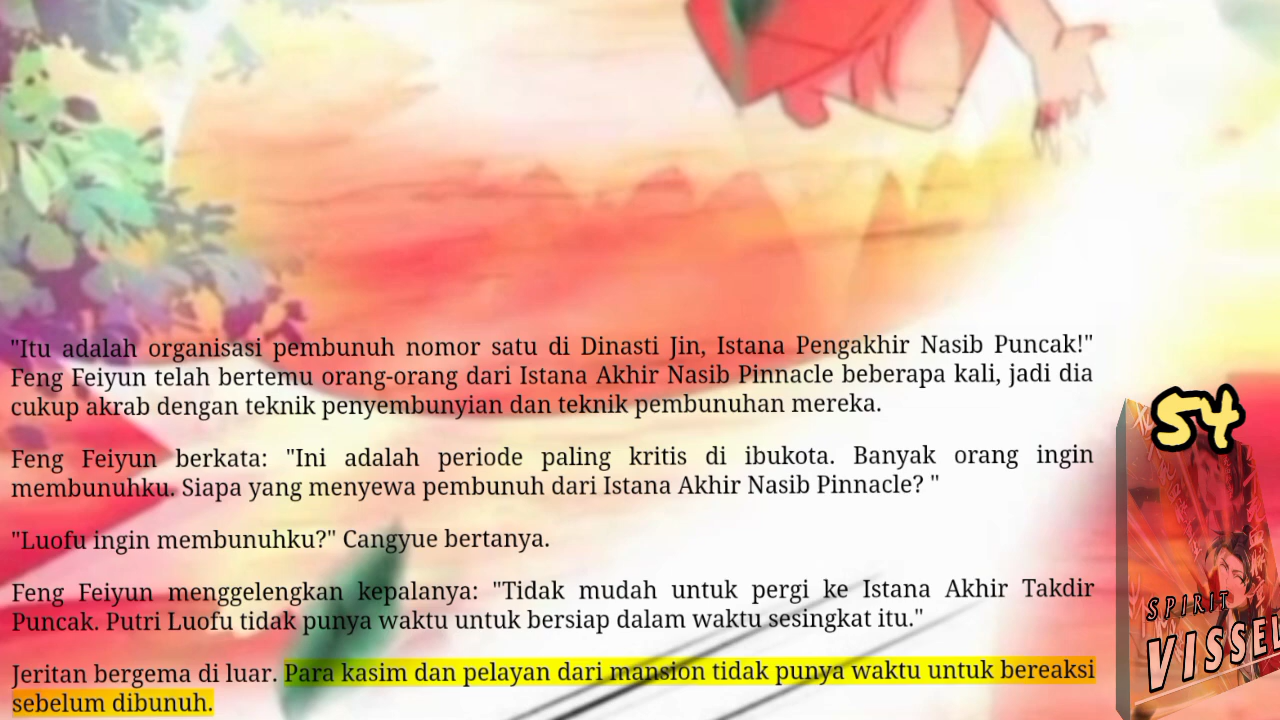 "Itu adalah organisasi pembunuh nomor satu di Dinasti Jin, Istana Pengakhir Nasib Puncak!"
Feng Feiyun telah bertemu orang-orang dari Istana Akhir Nasib Pinnacle beberapa kali, jadi dia
cukup akrab dengan teknik penyembunyian dan teknik pembunuhan mereka.
Feng Feiyun berkata: "Ini adalah periode paling kritis di ibukota. Banyak orang ingin
membunuhku. Siapa yang menyewa pembunuh dari Istana Akhir Nasib Pinnacle? "
"Luofu ingin membunuhku?" Cangyue bertanya.
Feng Feiyun menggelengkan kepalanya: "Tidak mudah untuk pergi ke Istana Akhir Takdir
Puncak. Putri Luofu tidak punya waktu untuk bersiap dalam waktu sesingkat itu."
Jeritan bergema di luar. Para kasim dan pelayan dari mansion tidak punya waktu untuk bereaksi
sebelum dibunuh.
54
SPIRIT
VISSEL